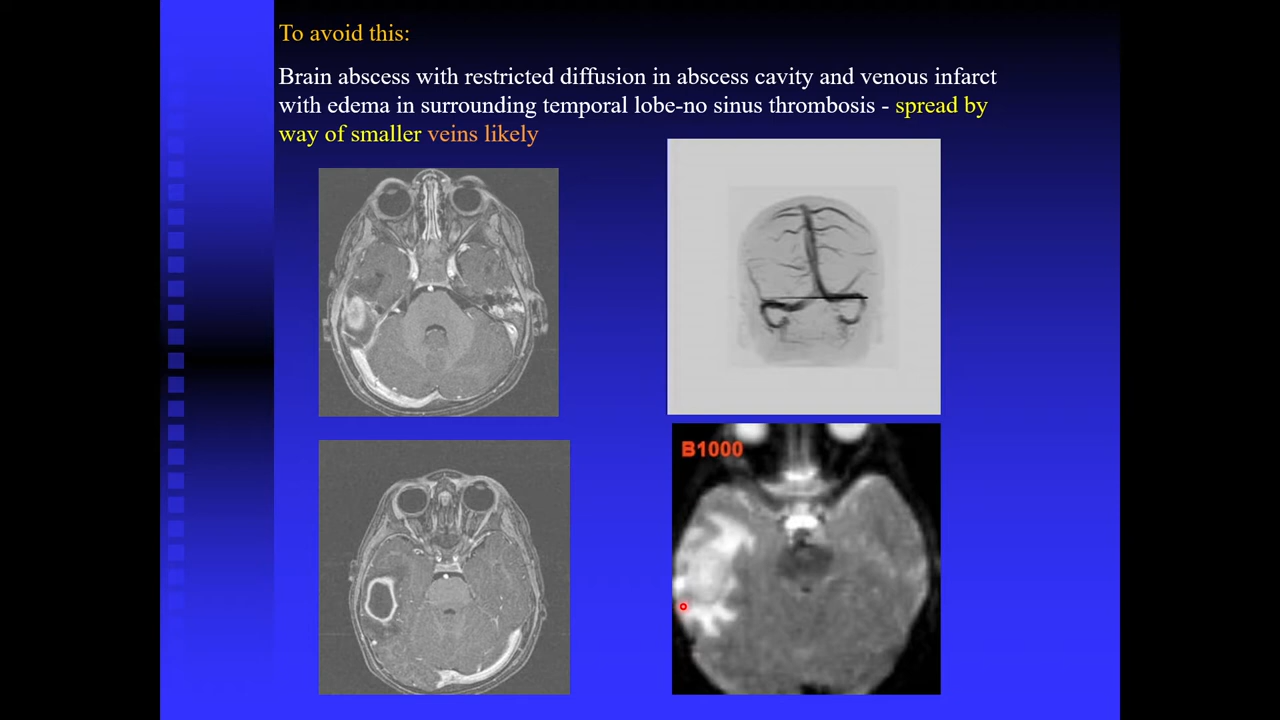 To avoid this:
Brain abscess with restricted diffusion in abscess cavity and venous infarct
with edema in surrounding temporal lobe-no sinus thrombosis - spread by
way of smaller veins likely
B1000